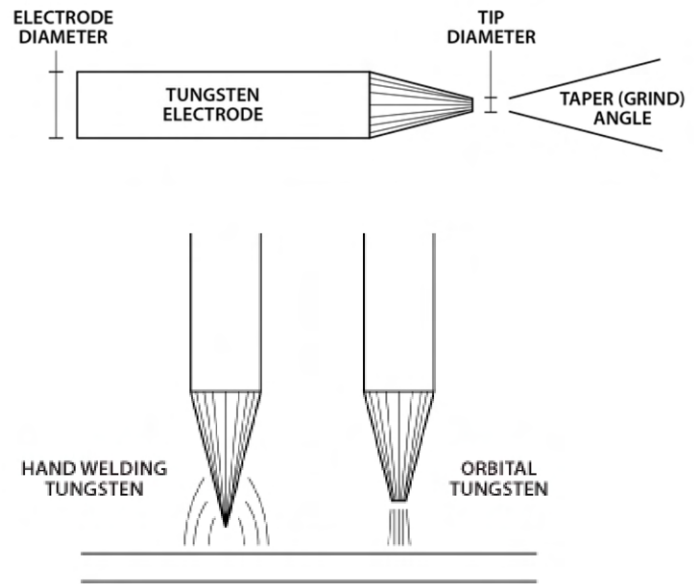 ELECTRODE
DIAMETER
TIP
DIAMETER
TUNGSTEN
ELECTRODE
TAPER (GRIND)
ANGLE
HAND WELDING
TUNGSTEN
ORBITAL
TUNGSTEN